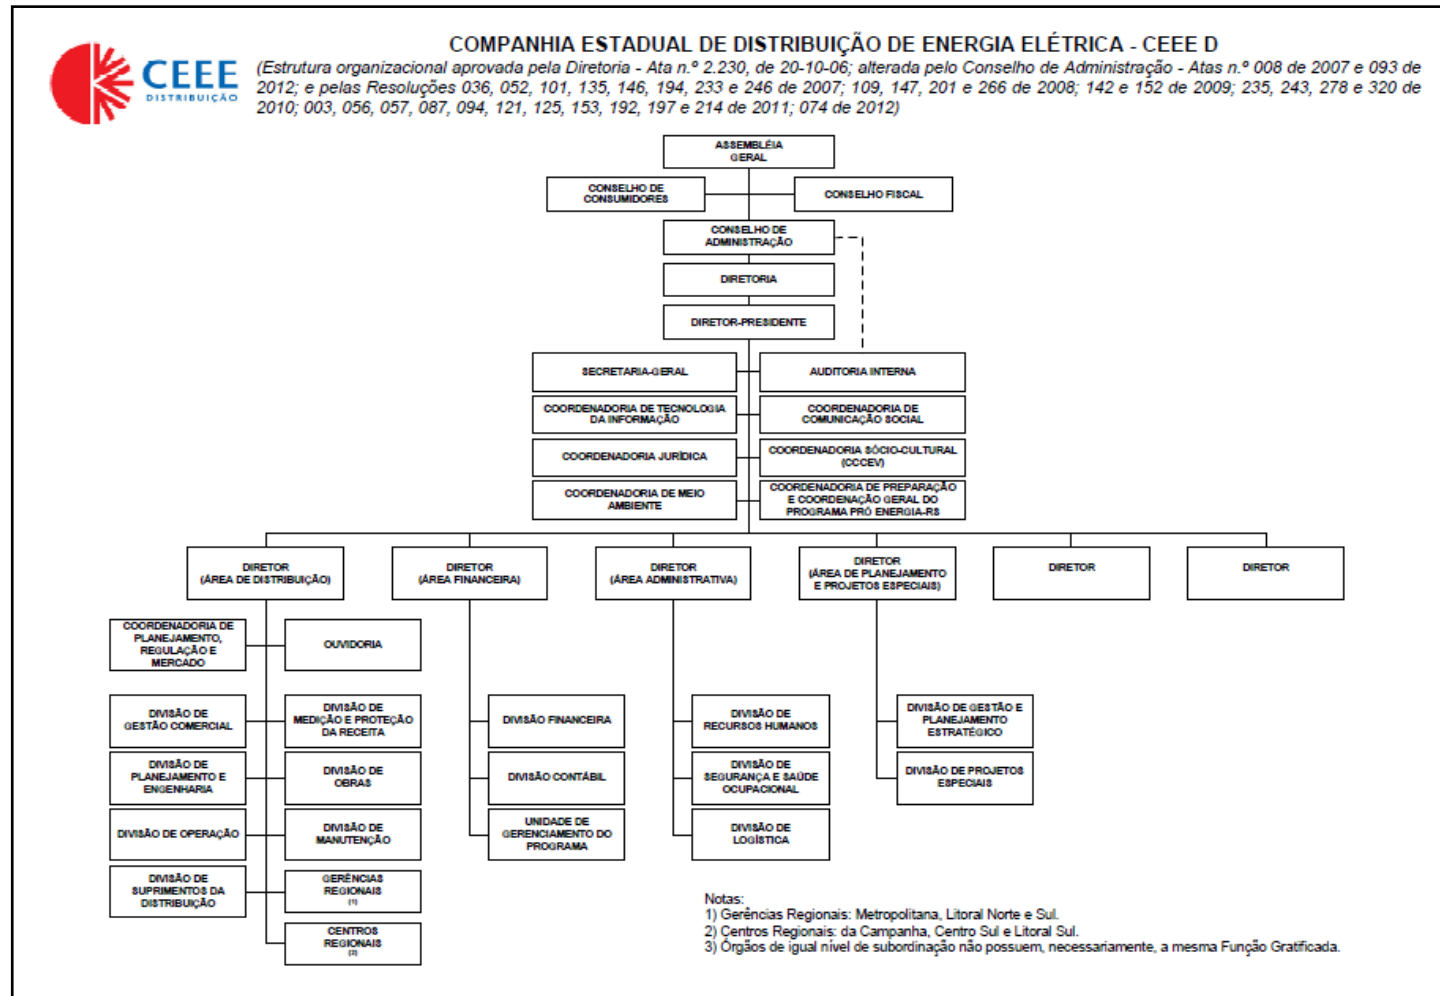 CEEE
DISTRIBUIÇÃO
COMPANHIA ESTADUAL DE DISTRIBUIÇÃO DE ENERGIA ELÉTRICA - CEEE D
(Estrutura organizacional aprovada pela Diretoria - Ata n.º 2.230, de 20-10-06; alterada pelo Conselho de Administração - Atas n.º 008 de 2007 e 093 de
2012; e pelas Resoluções 036, 052, 101, 135, 146, 194, 233 e 246 de 2007; 109, 147, 201 e 266 de 2008; 142 e 152 de 2009; 235, 243, 278 e 320 de
2010; 003, 056, 057, 087, 094, 121, 125, 153, 192, 197 e 214 de 2011; 074 de 2012)
ASSEMBLÉIA
GERAL
CONSELHO DE
CONSUMIDORES
CONSELHO FISCAL
CONSELHO DE
ADMINISTRAÇÃO
DIRETORIA
DIRETOR-PRESIDENTE
SECRETARIA-GERAL
AUDITORIA INTERNA
COORDENADORIA DE TECNOLOGIA
DA INFORMAÇÃO
COORDENADORIA DE
COMUNICAÇÃO SOCIAL
COORDENADORIA JURÍDICA
COORDENADORIA SÓCIO-CULTURAL
(CCCEV)
COORDENADORIA DE MEIO
AMBIENTE
COORDENADORIA DE PREPARAÇÃO
E COORDENAÇÃO GERAL DO
PROGRAMA PRÓ ENERGIA-RS
DIRETOR
(ÁREA DE DISTRIBUIÇÃO)
DIRETOR
(ÁREA FINANCEIRA)
DIRETOR
(ÁREA ADMINISTRATIVA)
DIRETOR
(ÁREA DE PLANEJAMENTO
E PROJETOS ESPECIAIS)
DIRETOR
DIRETOR
COORDENADORIA DE
PLANEJAMENTO,
REGULAÇÃO E
MERCADO
OUVIDORIA
DIVISÃO DE
GESTÃO COMERCIAL
DIVISÃO DE
MEDIÇÃO E PROTEÇÃO
DA RECEITA
DIVISÃO FINANCEIRA
DIVISÃO DE
RECURSOS HUMANOS
DIVISÃO DE GESTÃO E
PLANEJAMENTO
ESTRATÉGICO
DIVISÃO DE
PLANEJAMENTO E
ENGENHARIA
DIVISÃO DE
OBRAS
DIVISÃO CONTÁBIL
DIVISÃO DE
SEGURANÇA E SAÚDE
OCUPACIONAL
DIVISÃO DE PROJETOS
ESPECIAIS
DIVISÃO DE OPERAÇÃO
DIVISÃO DE
MANUTENÇÃO
UNIDADE DE
GERENCIAMENTO DO
PROGRAMA
DIVISÃO DE
LOGÍSTICA
DIVISÃO DE
SUPRIMENTOS DA
DISTRIBUIÇÃO
GERÊNCIAS
REGIONAIS
(1)
CENTROS
REGIONAIS
(2)
Notas:
1) Gerências Regionais: Metropolitana, Litoral Norte e Sul.
2) Centros Regionais: da Campanha, Centro Sul e Litoral Sul.
3) Órgãos de igual nível de subordinação não possuem, necessariamente, a mesma Função Gratificada.